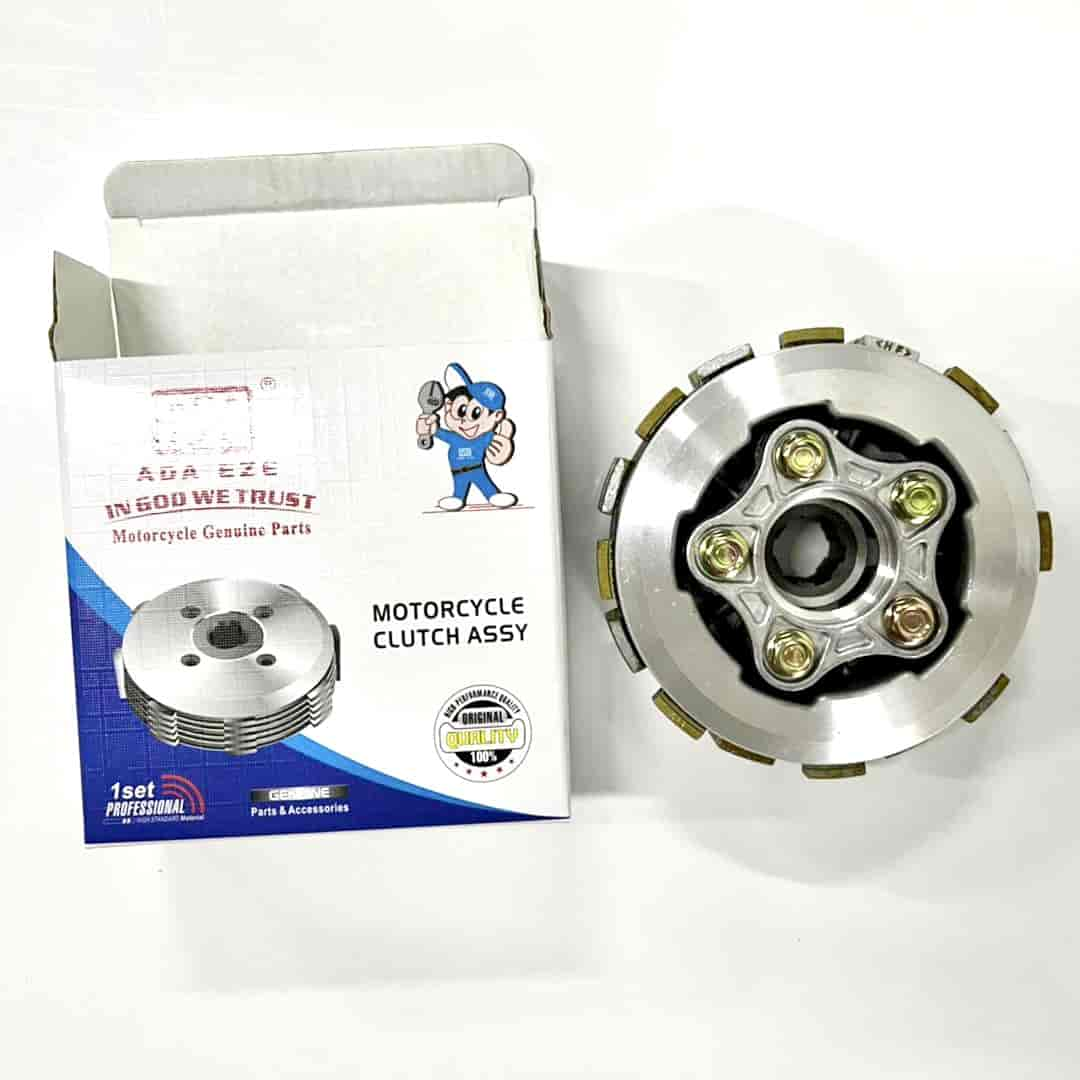 ®
ADA EZE
IN GOD WE TRUST
Motorcycle Genuine Parts
MOTORCYCLE
CLUTCH ASSY
HIGH PERFORMANCE QUALITY
ORIGINAL
QUALITY
100%
1set
PROFESSIONAL
HIGH STANDARD Material
GENUINE
Parts & Accessories